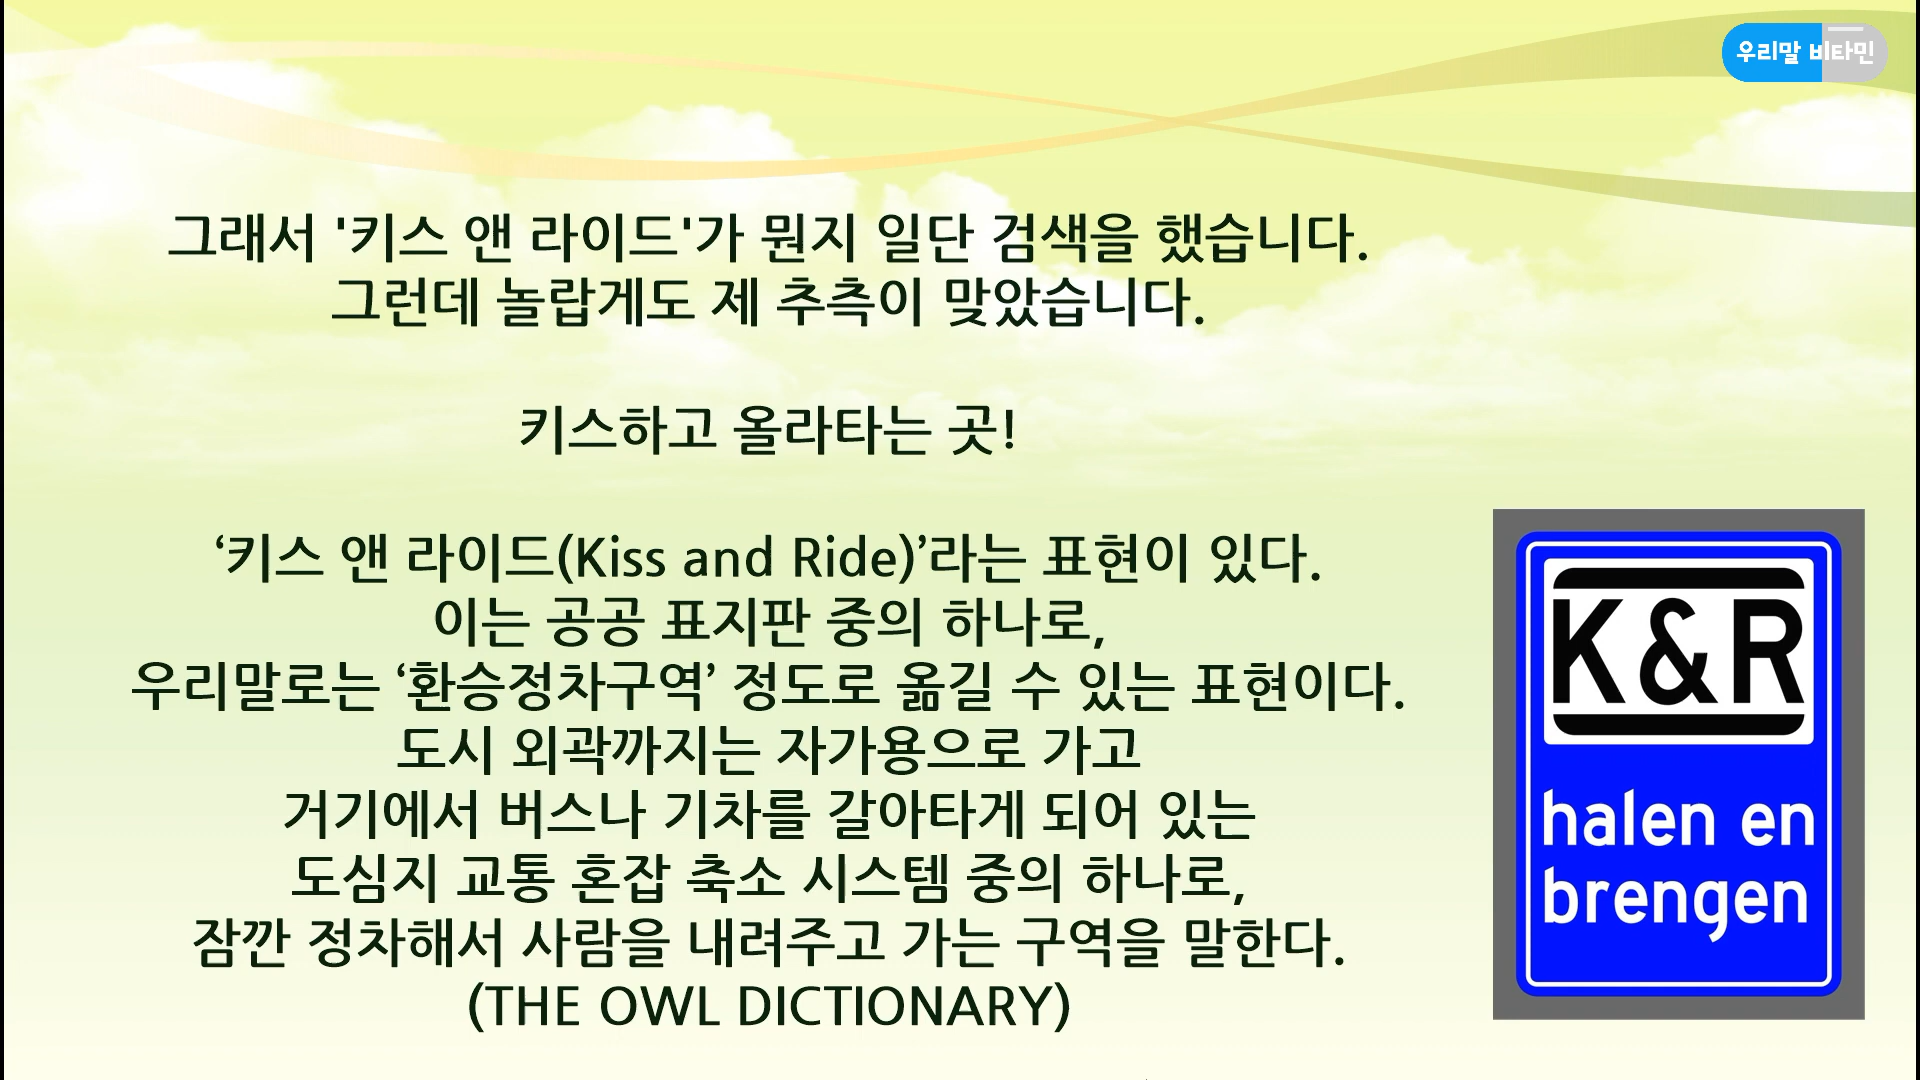 우리말 비타민
그래서 '키스 앤 라이드'가 뭔지 일단 검색을 했습니다.
그런데 놀랍게도 제 추측이 맞았습니다.
키스하고 올라타는 곳!
‘키스 앤 라이드(Kiss and Ride)’라는 표현이 있다.
이는 공공 표지판 중의 하나로,
우리말로는 ‘환승정차구역’ 정도로 옮길 수 있는 표현이다.
도시 외곽까지는 자가용으로 가고
거기에서 버스나 기차를 갈아타게 되어 있는
도심지 교통 혼잡 축소 시스템 중의 하나로,
잠깐 정차해서 사람을 내려주고 가는 구역을 말한다.
(THE OWL DICTIONARY)
K&R
halen en
brengen